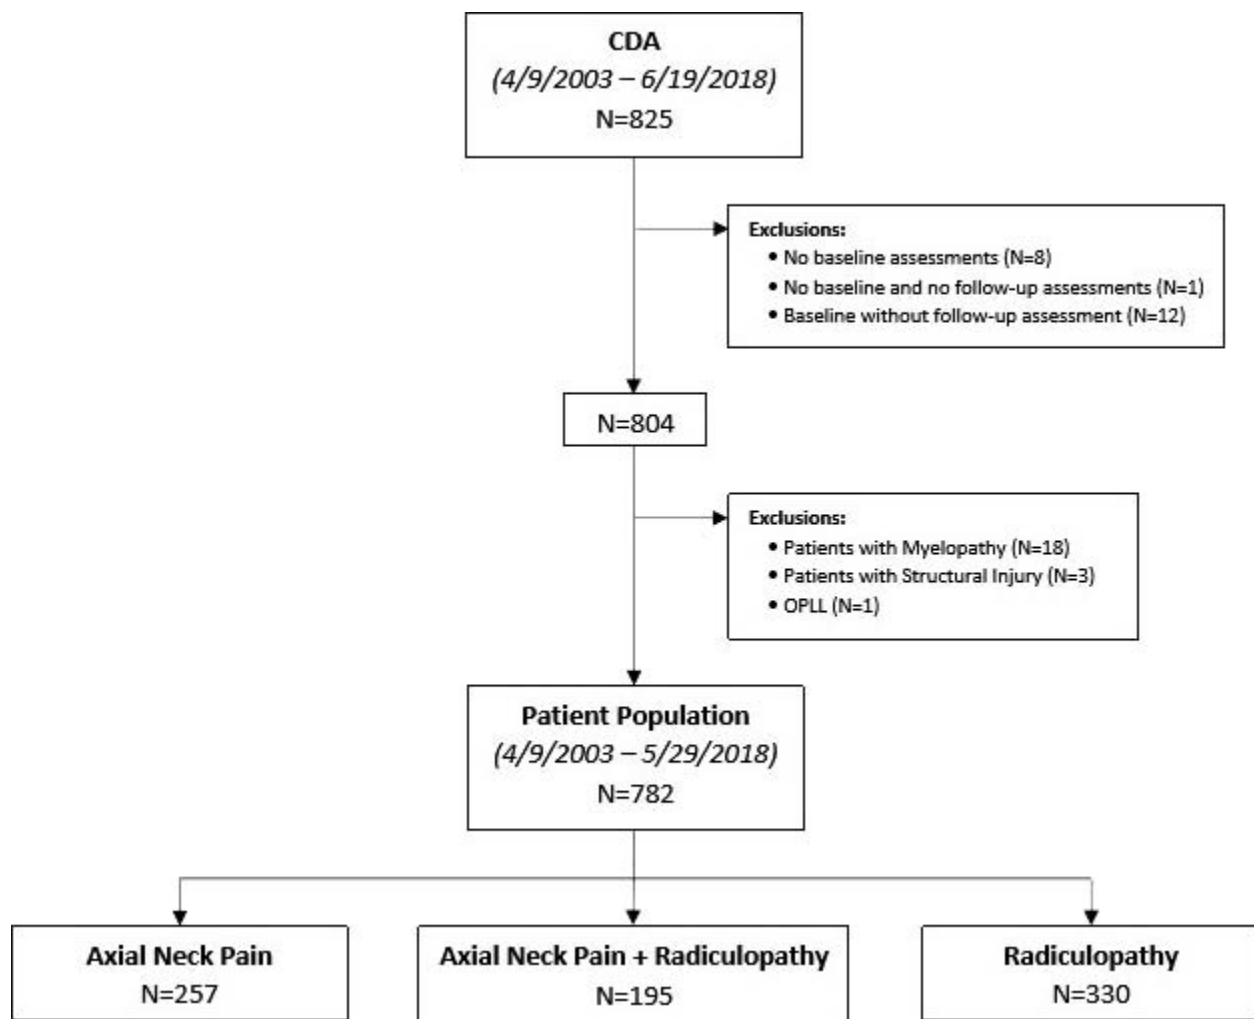 CDA
(4/9/2003 – 6/19/2018)
N=825
Exclusions:
• No baseline assessments (N=8)
• No baseline and no follow-up assessments (N=1)
• Baseline without follow-up assessment (N=12)
N=804
Exclusions:
• Patients with Myelopathy (N=18)
• Patients with Structural Injury (N=3)
• OPLL (N=1)
Patient Population
(4/9/2003 – 5/29/2018)
N=782
Axial Neck Pain
N=257
Axial Neck Pain + Radiculopathy
N=195
Radiculopathy
N=330